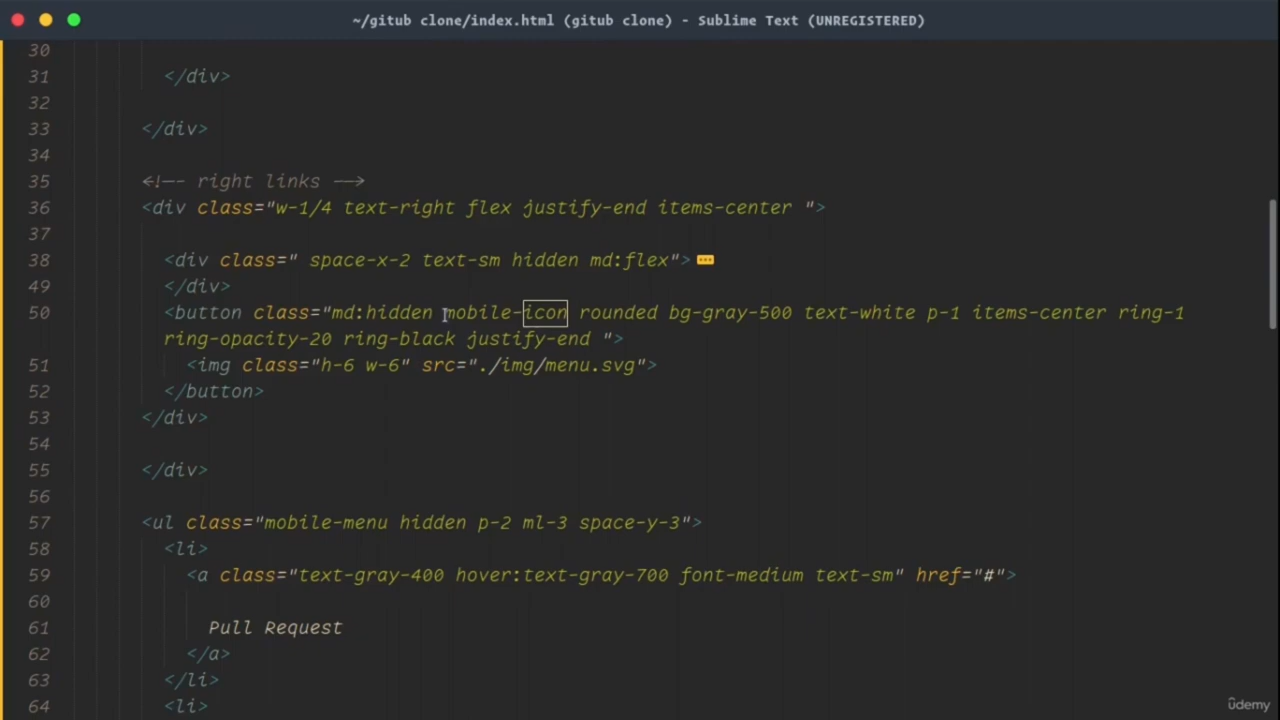 ~/gitub clone/index.html (gitub clone) - Sublime Text (UNREGISTERED)
30
31 </div>
32
33 </div>
34
35 <!-- right links -->
36 <div class="w-1/4 text-right flex justify-end items-center ">
37
38 <div class=" space-x-2 text-sm hidden md:flex">
49 </div>
50 <button class="md:hidden mobile-icon rounded bg-gray-500 text-white p-1 items-center ring-1
ring-opacity-20 ring-black justify-end ">
51 <img class="h-6 w-6" src="./img/menu.svg">
52 </button>
53 </div>
54
55 </div>
56
57 <ul class="mobile-menu hidden p-2 ml-3 space-y-3">
58 <li>
59 <a class="text-gray-400 hover:text-gray-700 font-medium text-sm" href="#">
60
61 Pull Request
62 </a>
63 </li>
64 <li>
ûdemy